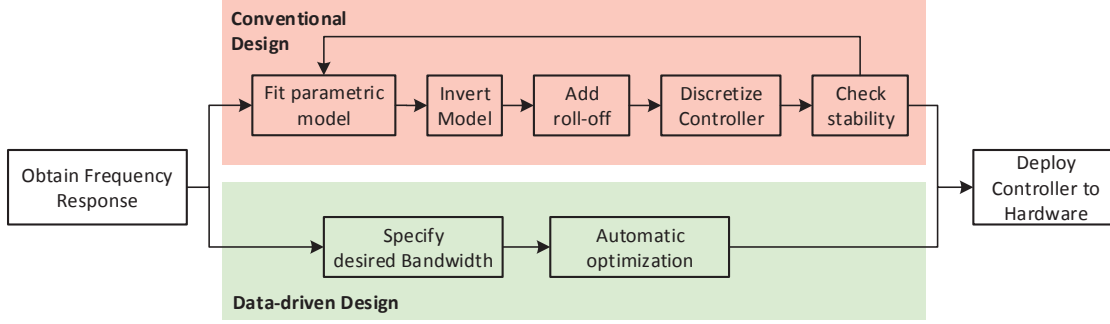 Conventional
Design
Fit parametric
model
Invert
Model
Add
roll-off
Discretize
Controller
Check
stability
Obtain Frequency
Response
Deploy
Controller to
Hardware
Specify
desired Bandwidth
Automatic
optimization
Data-driven Design